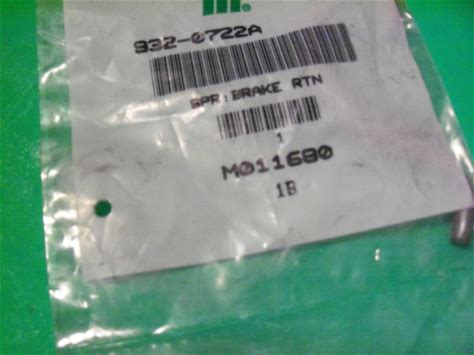 932-0722A
SPR:BRAKE RTN
1
M011680
1B